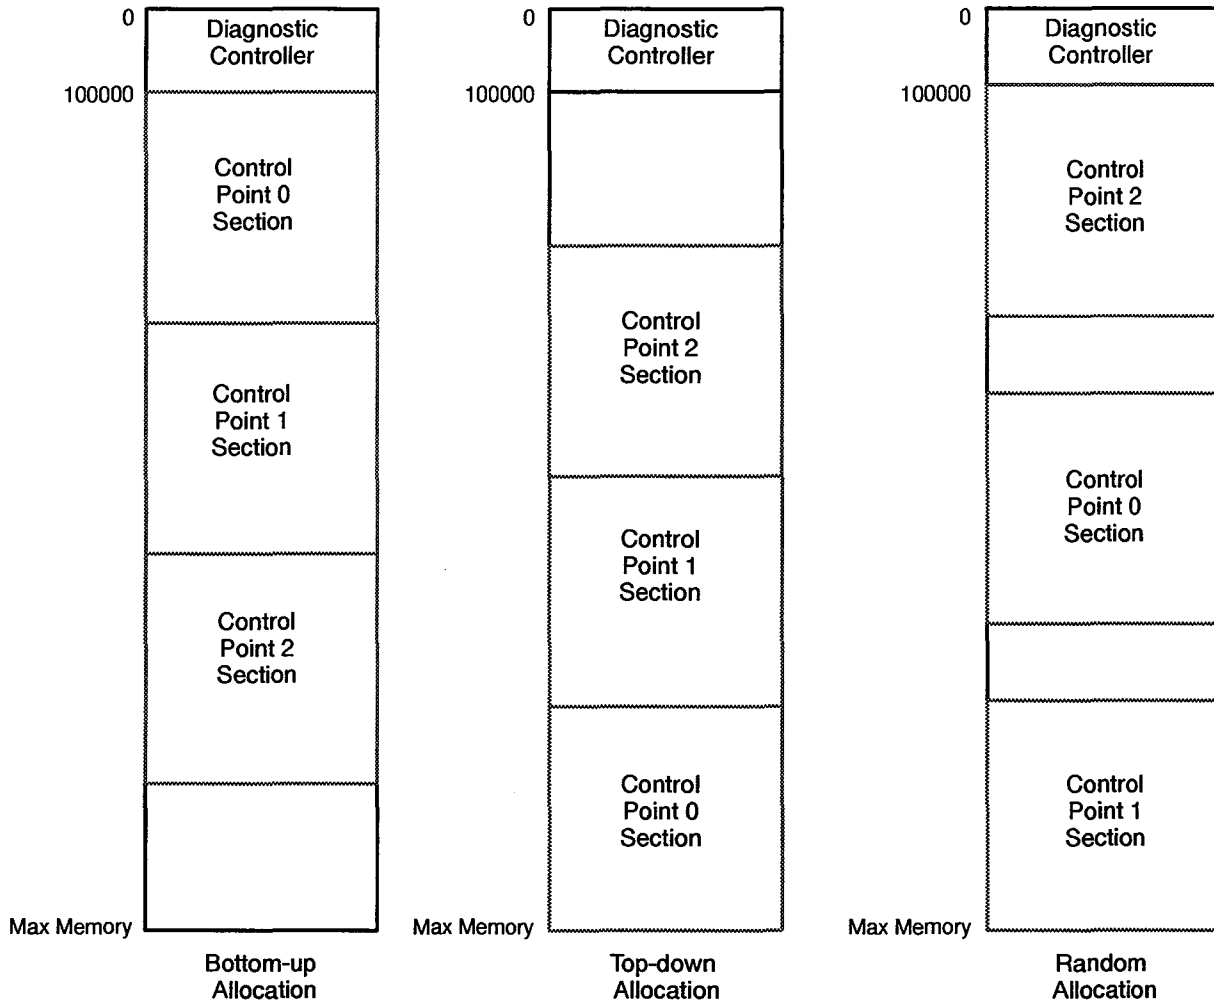 0
Diagnostic
Controller
100000
Control
Point 0
Section
Control
Point 1
Section
Control
Point 2
Section
Max Memory
Bottom-up
Allocation
0
Diagnostic
Controller
100000
Control
Point 2
Section
Control
Point 1
Section
Control
Point 0
Section
Max Memory
Top-down
Allocation
0
Diagnostic
Controller
100000
Control
Point 2
Section
Control
Point 0
Section
Control
Point 1
Section
Max Memory
Random
Allocation